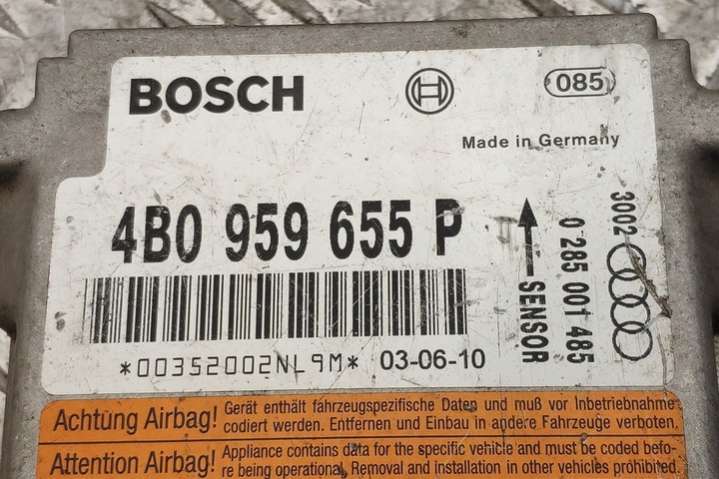 BOSCH
085
Made in Germany
4B0 959 655 P
*00352002NL9M* 03-06-10
SENSOR
0 285 001 485
3002
Achtung Airbag! Gerät enthält fahrzeugspezifische Daten und muß vor Inbetriebnahme
codiert werden. Entfernen und Einbau in andere Fahrzeuge verboten.
Attention Airbag! Appliance contains data for the specific vehicle and must be coded befo-
re being operational. Removal and installation in other vehicles prohibited.